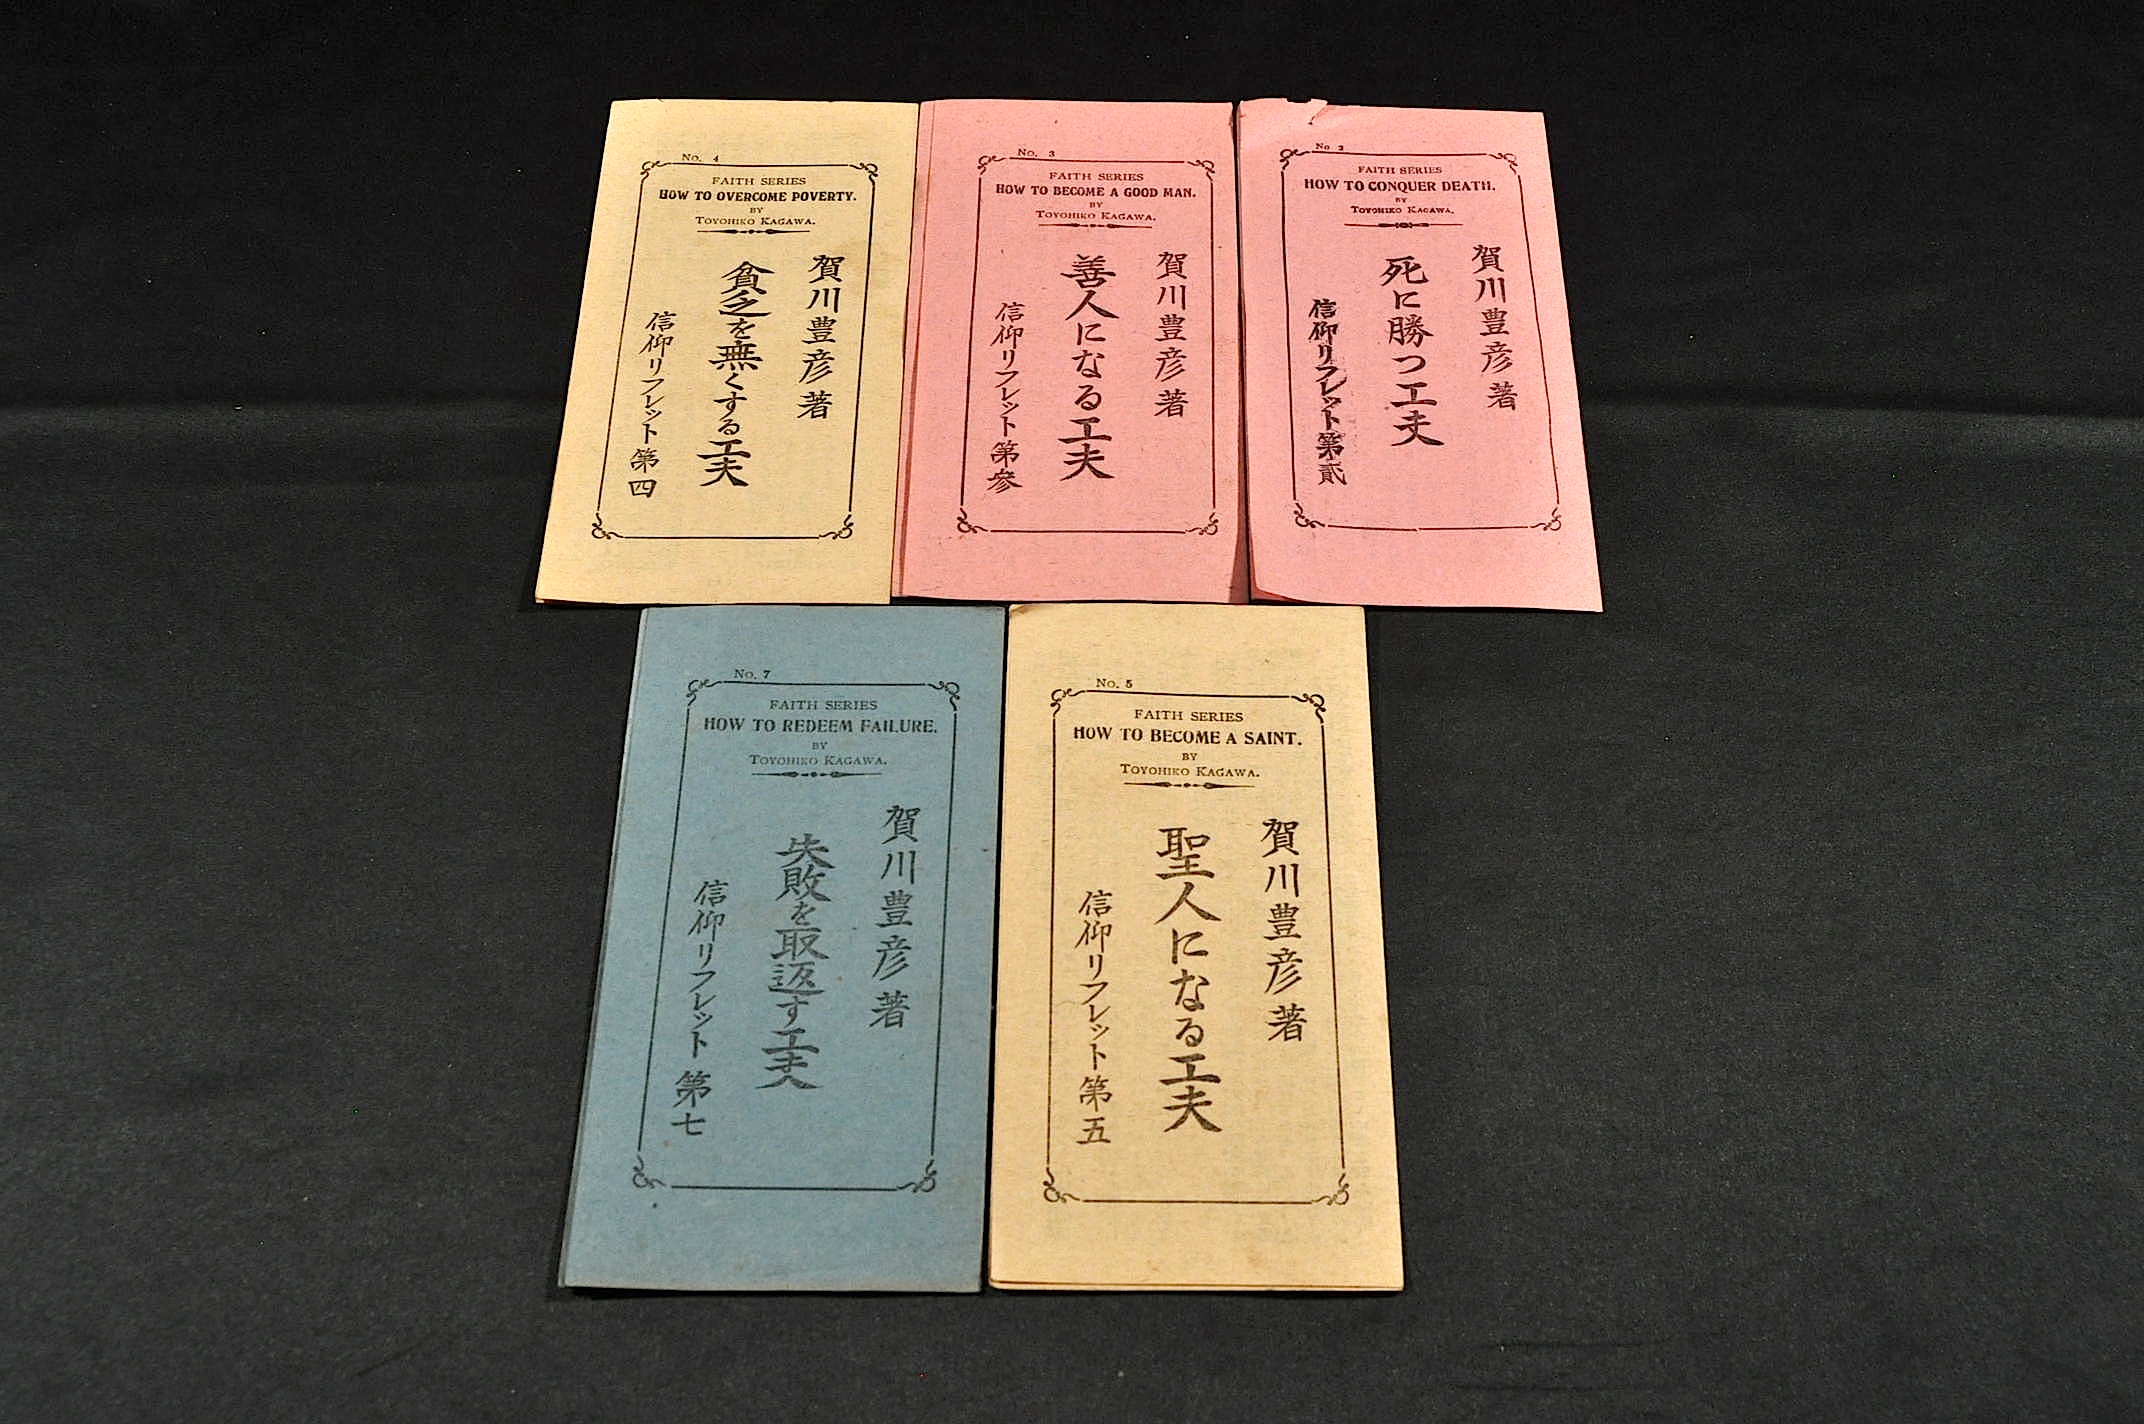 No. 4
FAITH SERIES
HOW TO OVERCOME POVERTY.
BY
TOYOHIKO KAGAWA.
賀川豊彦著
貧乏を無くする工夫
信仰リフレット第四
No. 3
FAITH SERIES
HOW TO BECOME A GOOD MAN.
BY
TOYOHIKO KAGAWA.
賀川豊彦著
善人になる工夫
信仰リフレット第参
No 2
FAITH SERIES
HOW TO CONQUER DEATH.
BY
TOYOHIKO KAGAWA.
賀川豊彦著
死に勝つ工夫
信仰リフレット第貳
No. 7
FAITH SERIES
HOW TO REDEEM FAILURE.
BY
TOYOHIKO KAGAWA.
賀川豊彦著
失敗を取返す工夫
信仰リフレット第七
No. 5
FAITH SERIES
HOW TO BECOME A SAINT.
BY
TOYOHIKO KAGAWA.
賀川豊彦著
聖人になる工夫
信仰リフレット第五